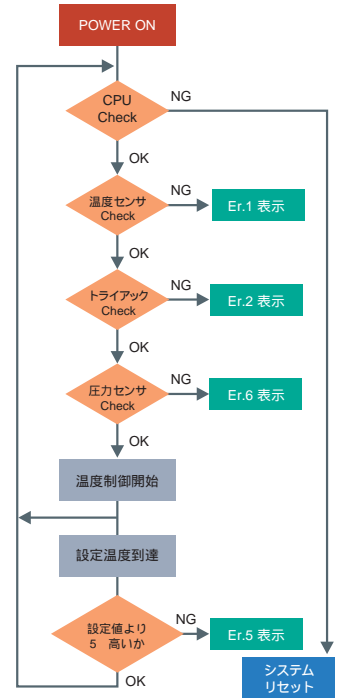 POWER ON
CPU
Check
NG
OK
温度センサ
Check
NG
Er.1 表示
OK
トライアック
Check
NG
Er.2 表示
OK
圧力センサ
Check
NG
Er.6 表示
OK
温度制御開始
設定温度到達
設定値より
5 高いか
NG
Er.5 表示
OK
システム
リセット